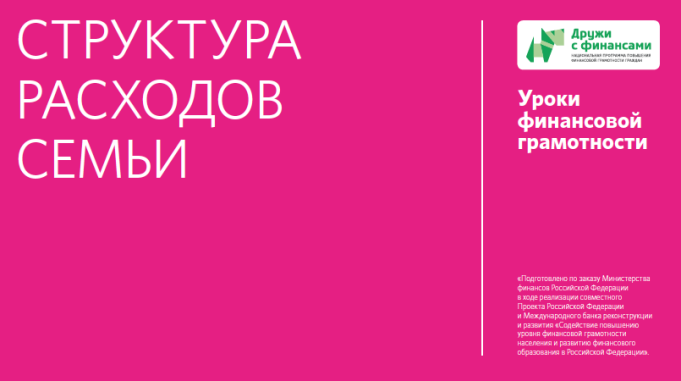 СТРУКТУРА
РАСХОДОВ
СЕМЬИ
Дружи
с финансами
НАЦИОНАЛЬНАЯ ПРОГРАММА ПОВЫШЕНИЯ
ФИНАНСОВОЙ ГРАМОТНОСТИ ГРАЖДАН
Уроки
финансовой
грамотности
«Подготовлено по заказу Министерства
финансов Российской Федерации
в ходе реализации совместного
Проекта Российской Федерации
и Международного банка реконструкции
и развития «Содействие повышению
уровня финансовой грамотности
населения и развитию финансового
образования в Российской Федерации».